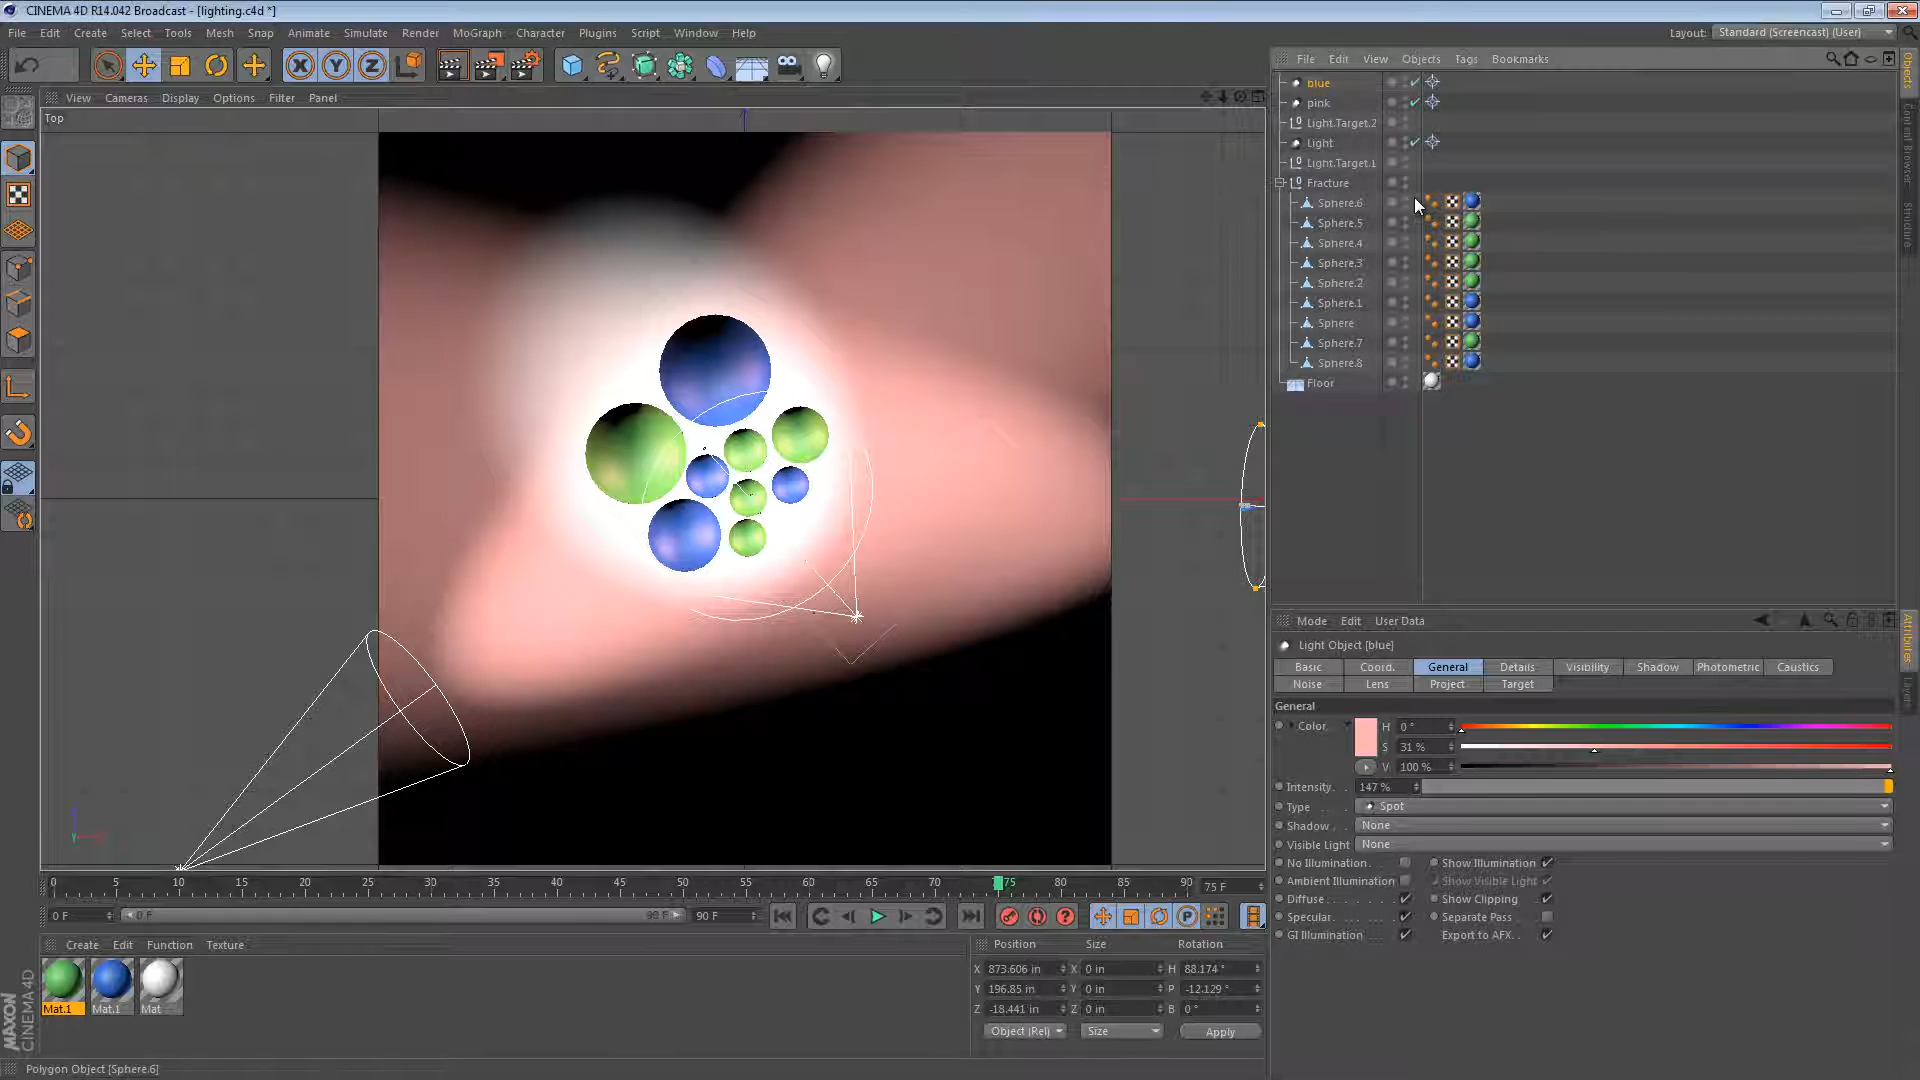 CINEMA 4D R14.042 Broadcast - [lighting.c4d *]
File Edit Create Select Tools Mesh Snap Animate Simulate Render MoGraph Character Plugins Script Window Help
Layout: Standard (Screencast) (User)
View Cameras Display Options Filter Panel
Top
File Edit View Objects Tags Bookmarks
blue
pink
Light.Target.2
Light
Light.Target.1
Fracture
Sphere.6
Sphere.5
Sphere.4
Sphere.3
Sphere.2
Sphere.1
Sphere
Sphere.7
Sphere.8
Floor
Objects
Content Browser
Structure
Mode Edit User Data
Light Object [blue]
Basic Coord. General Details Visibility Shadow Photometric Caustics
Noise Lens Project Target
General
Color. H 0 °
S 31 %
V 100 %
Intensity. 147 %
Type Spot
Shadow None
Visible Light None
No Illumination Show Illumination
Ambient Illumination Show Visible Light
Diffuse Show Clipping
Specular Separate Pass
GI Illumination Export to AFX
Attributes
Layers
0 5 10 15 20 25 30 35 40 45 50 55 60 65 70 75 80 85 90 75 F
0 F 0 F 90 F 90 F
Create Edit Function Texture
Mat.1 Mat.1 Mat
Position Size Rotation
X 873.606 in X 0 in H 88.174 °
Y 196.85 in Y 0 in P -12.129 °
Z -18.441 in Z 0 in B 0 °
Object (Rel) Size Apply
MAXON CINEMA 4D
Polygon Object [Sphere.6]